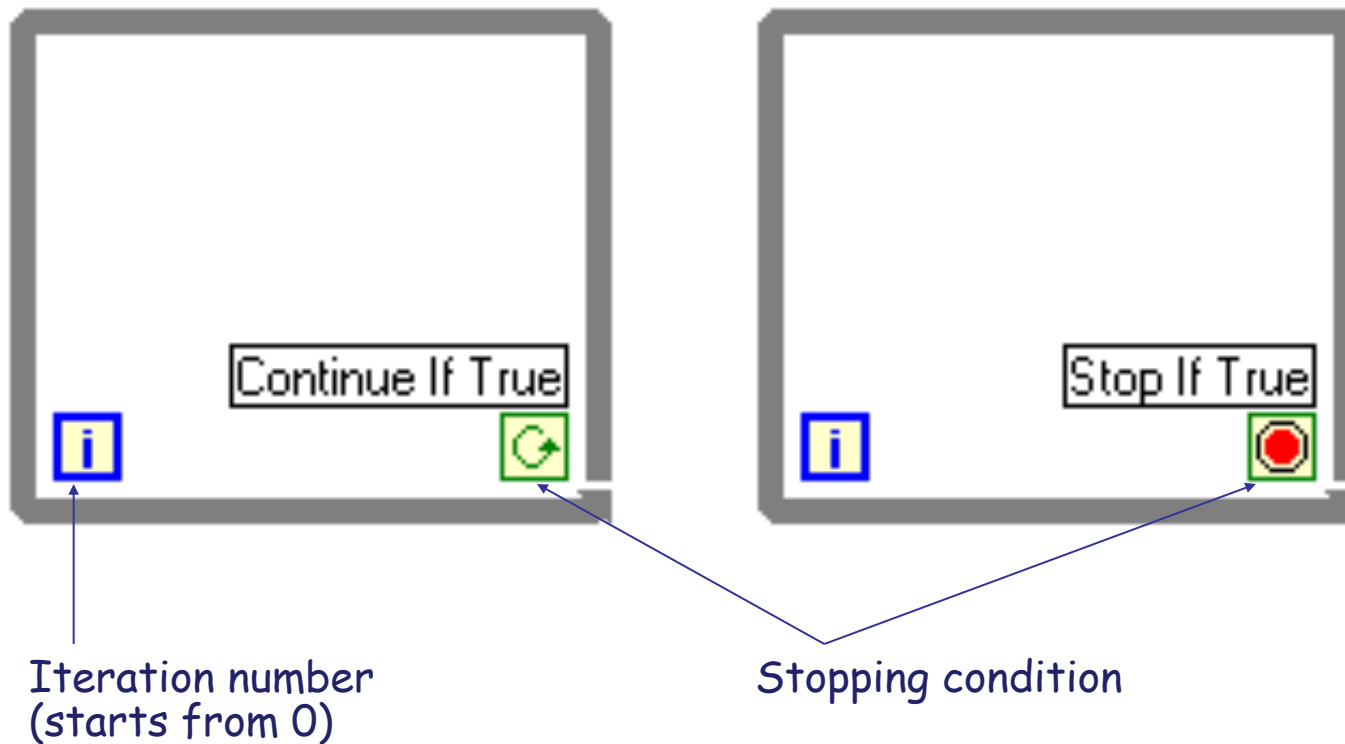 Continue If True
i
Stop If True
i
Iteration number
(starts from 0)
Stopping condition